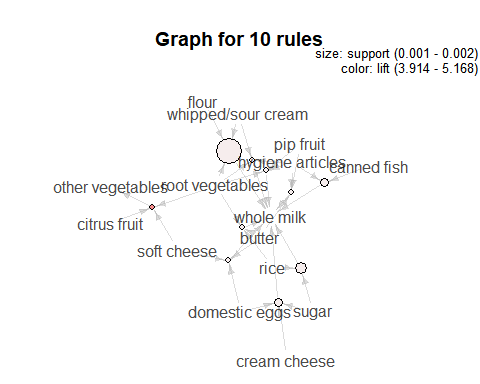 Graph for 10 rules
size: support (0.001 - 0.002)
color: lift (3.914 - 5.168)
flour
whipped/sour cream
pip fruit
hygiene articles
canned fish
other vegetables
root vegetables
citrus fruit
whole milk
butter
soft cheese
rice
domestic eggs
sugar
cream cheese